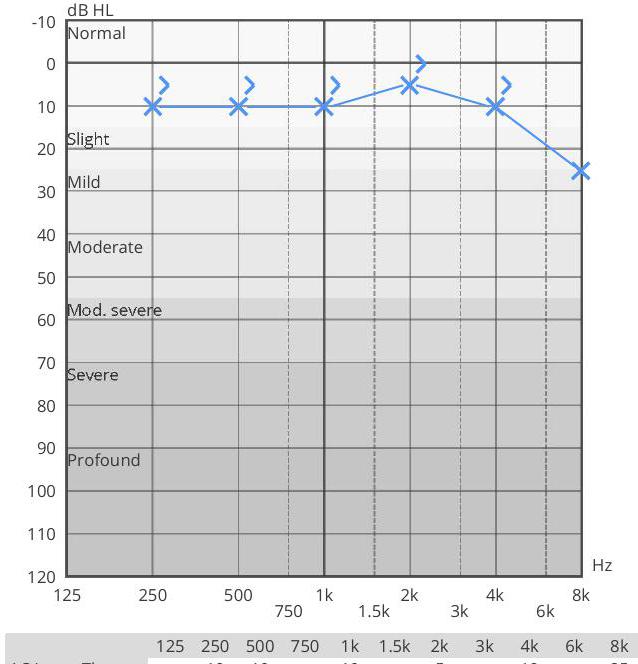 dB HL
-10
Normal
0
10
Slight
20
Mild
30
40
Moderate
50
Mod. severe
60
70
Severe
80
90
Profound
100
110
120
Hz
125 250 500 1k 2k 4k 8k
750 1.5k 3k 6k
125 250 500 750 1k 1.5k 2k 3k 4k 6k 8k